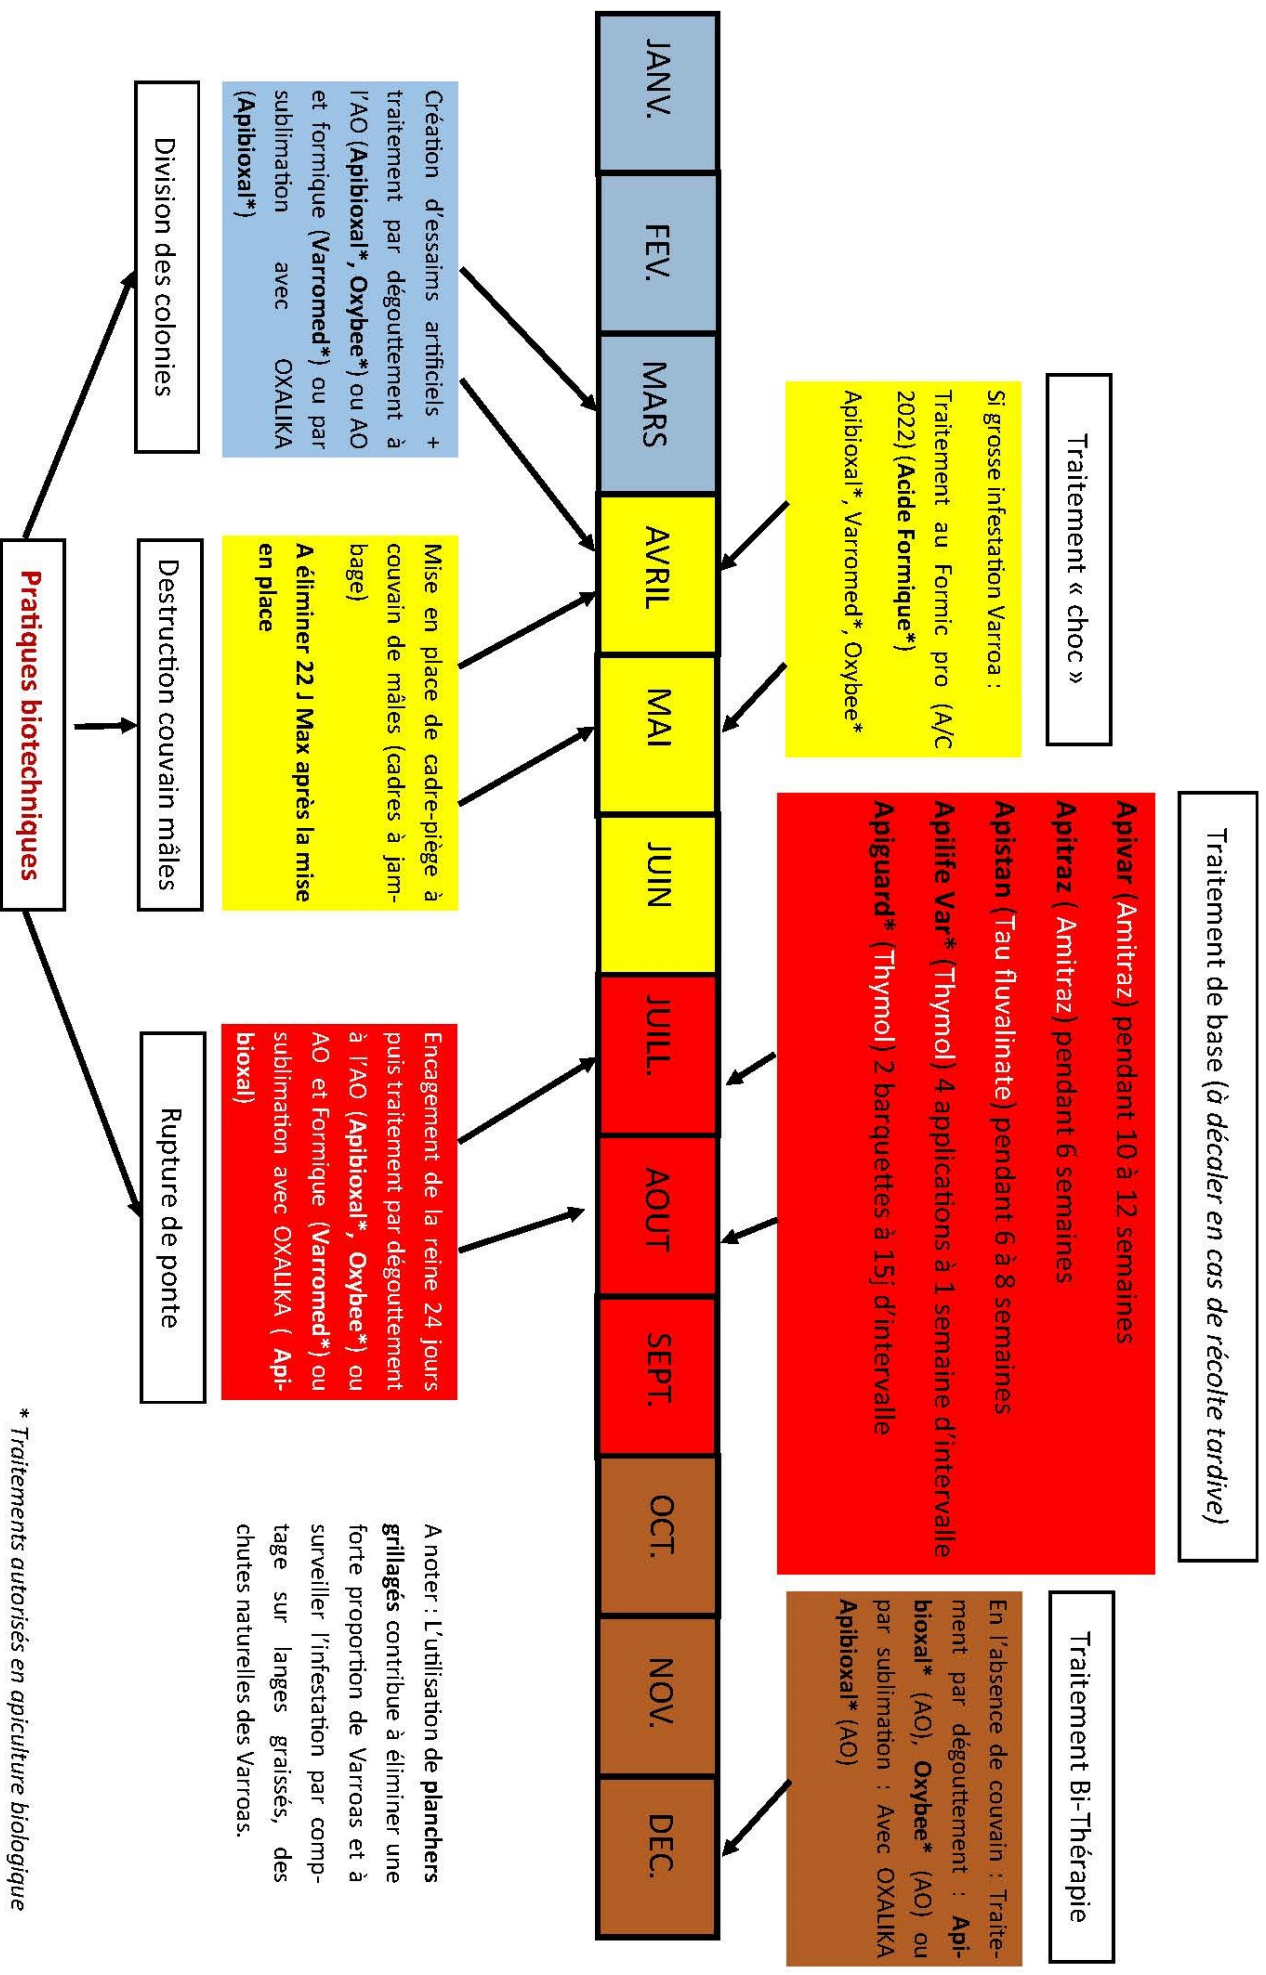 Traitement de base (à décaler en cas de récolte tardive)
Apivar (Amitraz) pendant 10 à 12 semaines
Apitraz ( Amitraz) pendant 6 semaines
Apistan (Tau fluvalinate) pendant 6 à 8 semaines
Apilife Var* (Thymol) 4 applications à 1 semaine d'intervalle
Apiguard* (Thymol) 2 barquettes à 15j d'intervalle
Traitement « choc »
Si grosse infestation Varroa :
Traitement au Formic pro (A/C
2022) (Acide Formique*)
Apibioxal*, Varromed*, Oxybee*
Traitement Bi-Thérapie
En l'absence de couvain : Traite-
ment par dégouttement : Api-
bioxal* (AO), Oxybee* (AO) ou
par sublimation : Avec OXALIKA
Apibioxal* (AO)
JANV.
FEV.
MARS
AVRIL
MAI
JUIN
JUILL.
AOUT
SEPT.
OCT.
NOV.
DEC.
Création d'essaims artificiels +
traitement par dégouttement à
l'AO (Apibioxal*, Oxybee*) ou AO
et formique (Varromed*) ou par
sublimation avec OXALIKA
(Apibioxal*)
Division des colonies
Mise en place de cadre-piège à
couvain de mâles (cadres à jam-
bage)
A éliminer 22 J Max après la mise
en place
Destruction couvain mâles
Encagement de la reine 24 jours
puis traitement par dégouttement
à l'AO (Apibioxal*, Oxybee*) ou
AO et Formique (Varromed*) ou
sublimation avec OXALIKA ( Api-
bioxal)
Rupture de ponte
A noter : L'utilisation de planchers
grillagés contribue à éliminer une
forte proportion de Varroas et à
surveiller l'infestation par comp-
tage sur langes graissés, des
chutes naturelles des Varroas.
Pratiques biotechniques
* Traitements autorisés en apiculture biologique